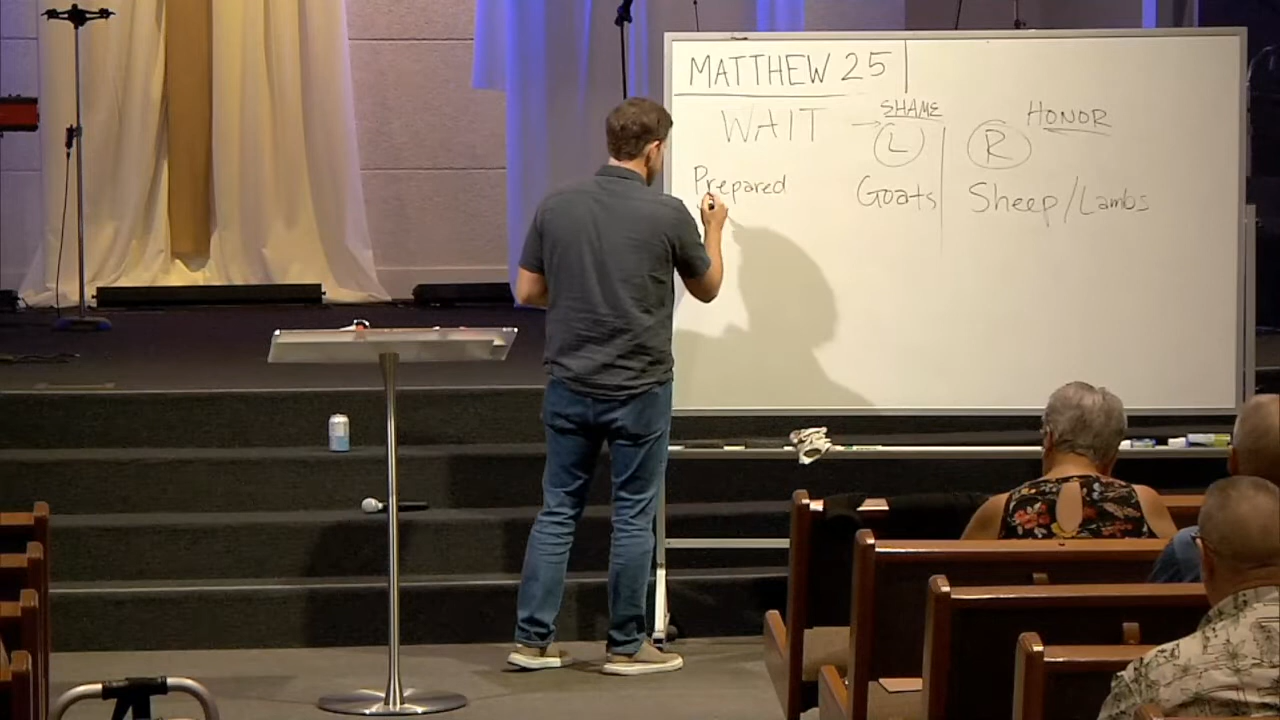 MATTHEW 25
WAIT
Prepared
SHAME
L
Goats
HONOR
R
Sheep/Lambs